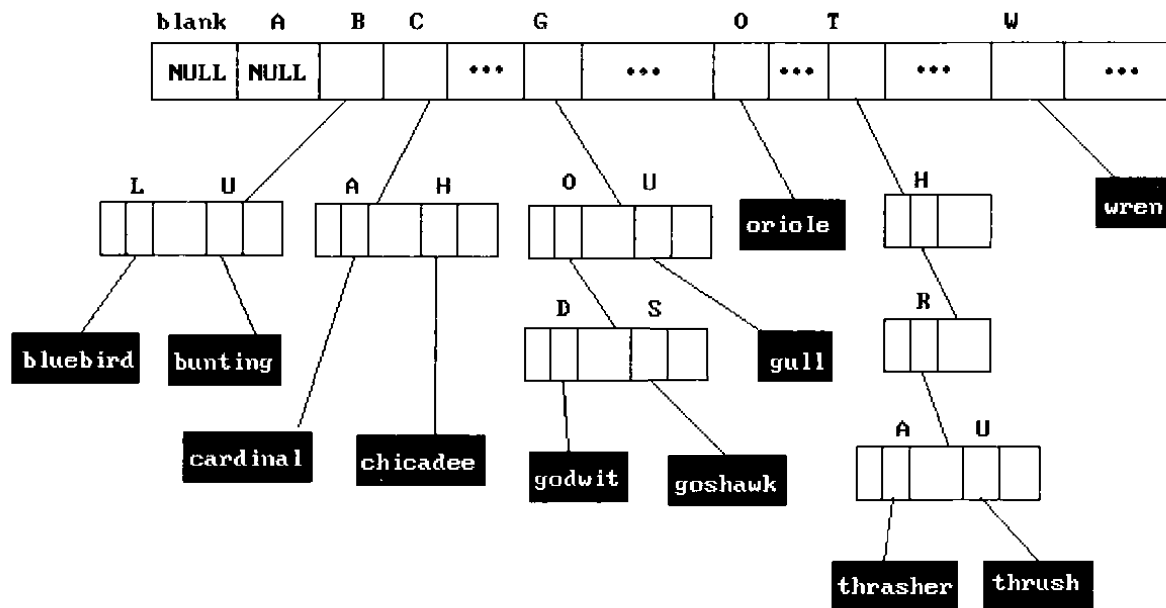 blank A B C G O T W
NULL NULL ••• ••• ••• ••• •••
L U A H O U H
wren
oriole
D S R
bluebird bunting gull
A U
cardinal chicadee godwit goshawk
thrasher thrush